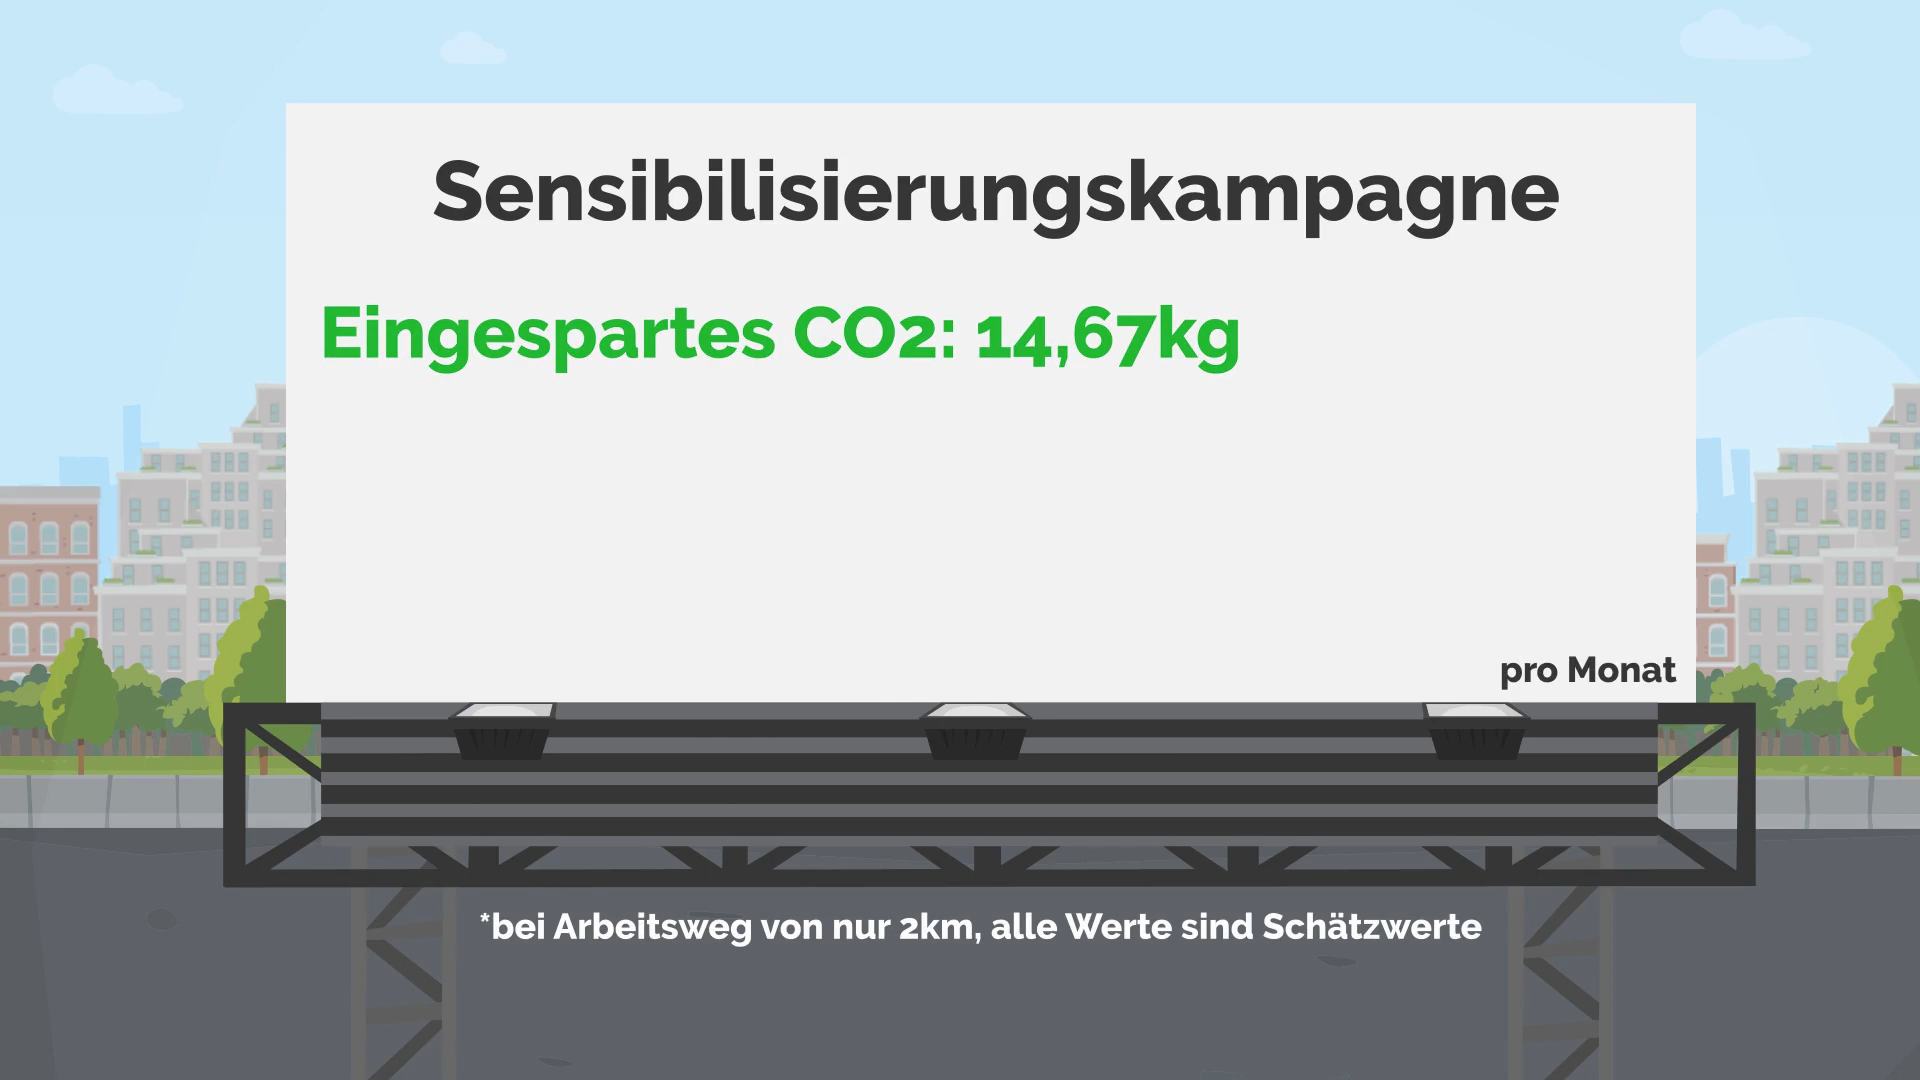 Sensibilisierungskampagne
Eingespartes CO2: 14,67kg
pro Monat
*bei Arbeitsweg von nur 2km, alle Werte sind Schätzwerte